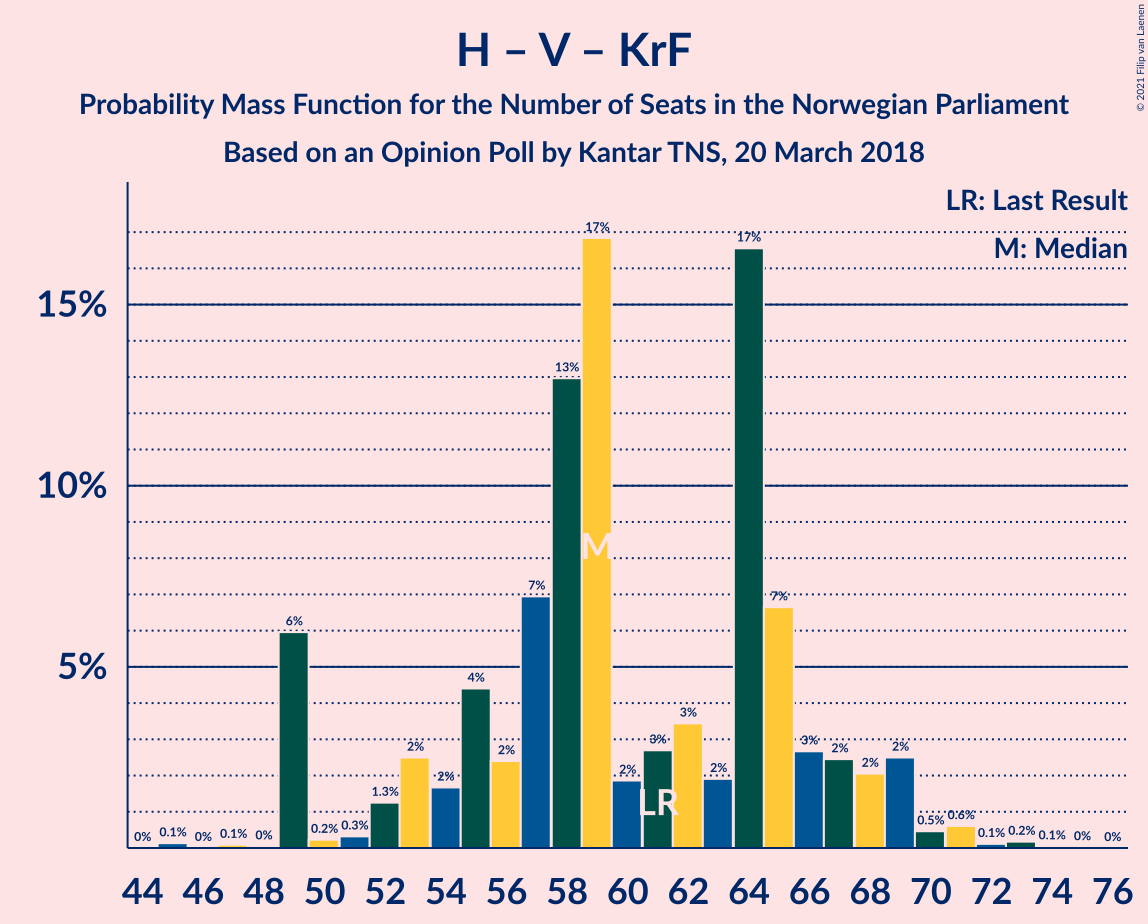 H – V – KrF
Probability Mass Function for the Number of Seats in the Norwegian Parliament
Based on an Opinion Poll by Kantar TNS, 20 March 2018
© 2021 Filip van Laenen
LR: Last Result
M: Median
15%
10%
5%
0% 0.1% 0% 0.1% 0% 6% 0.2% 0.3% 1.3% 2% 2% 4% 2% 7% 13% 17% 2% 3% 3% 2% 17% 7% 3% 2% 2% 2% 0.5% 0.6% 0.1% 0.2% 0.1% 0% 0%
M
LR
44 46 48 50 52 54 56 58 60 62 64 66 68 70 72 74 76